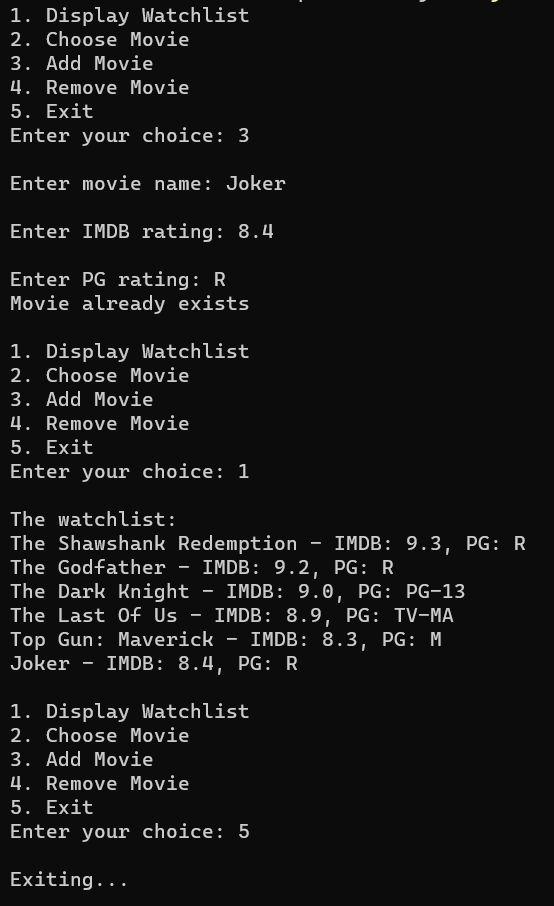 1. Display Watchlist
2. Choose Movie
3. Add Movie
4. Remove Movie
5. Exit
Enter your choice: 3
Enter movie name: Joker
Enter IMDB rating: 8.4
Enter PG rating: R
Movie already exists
1. Display Watchlist
2. Choose Movie
3. Add Movie
4. Remove Movie
5. Exit
Enter your choice: 1
The watchlist:
The Shawshank Redemption - IMDB: 9.3, PG: R
The Godfather - IMDB: 9.2, PG: R
The Dark Knight - IMDB: 9.0, PG: PG-13
The Last Of Us - IMDB: 8.9, PG: TV-MA
Top Gun: Maverick - IMDB: 8.3, PG: M
Joker - IMDB: 8.4, PG: R
1. Display Watchlist
2. Choose Movie
3. Add Movie
4. Remove Movie
5. Exit
Enter your choice: 5
Exiting...